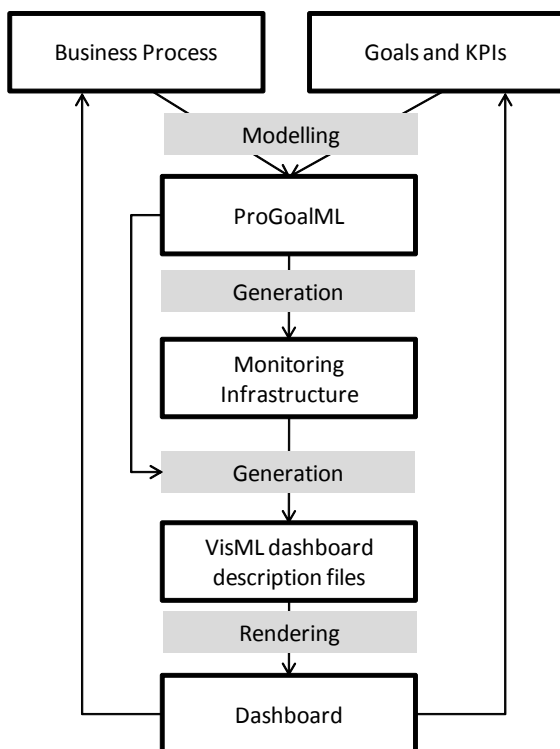 Business Process
Goals and KPIs
Modelling
ProGoalML
Generation
Monitoring
Infrastructure
Generation
VisML dashboard
description files
Rendering
Dashboard